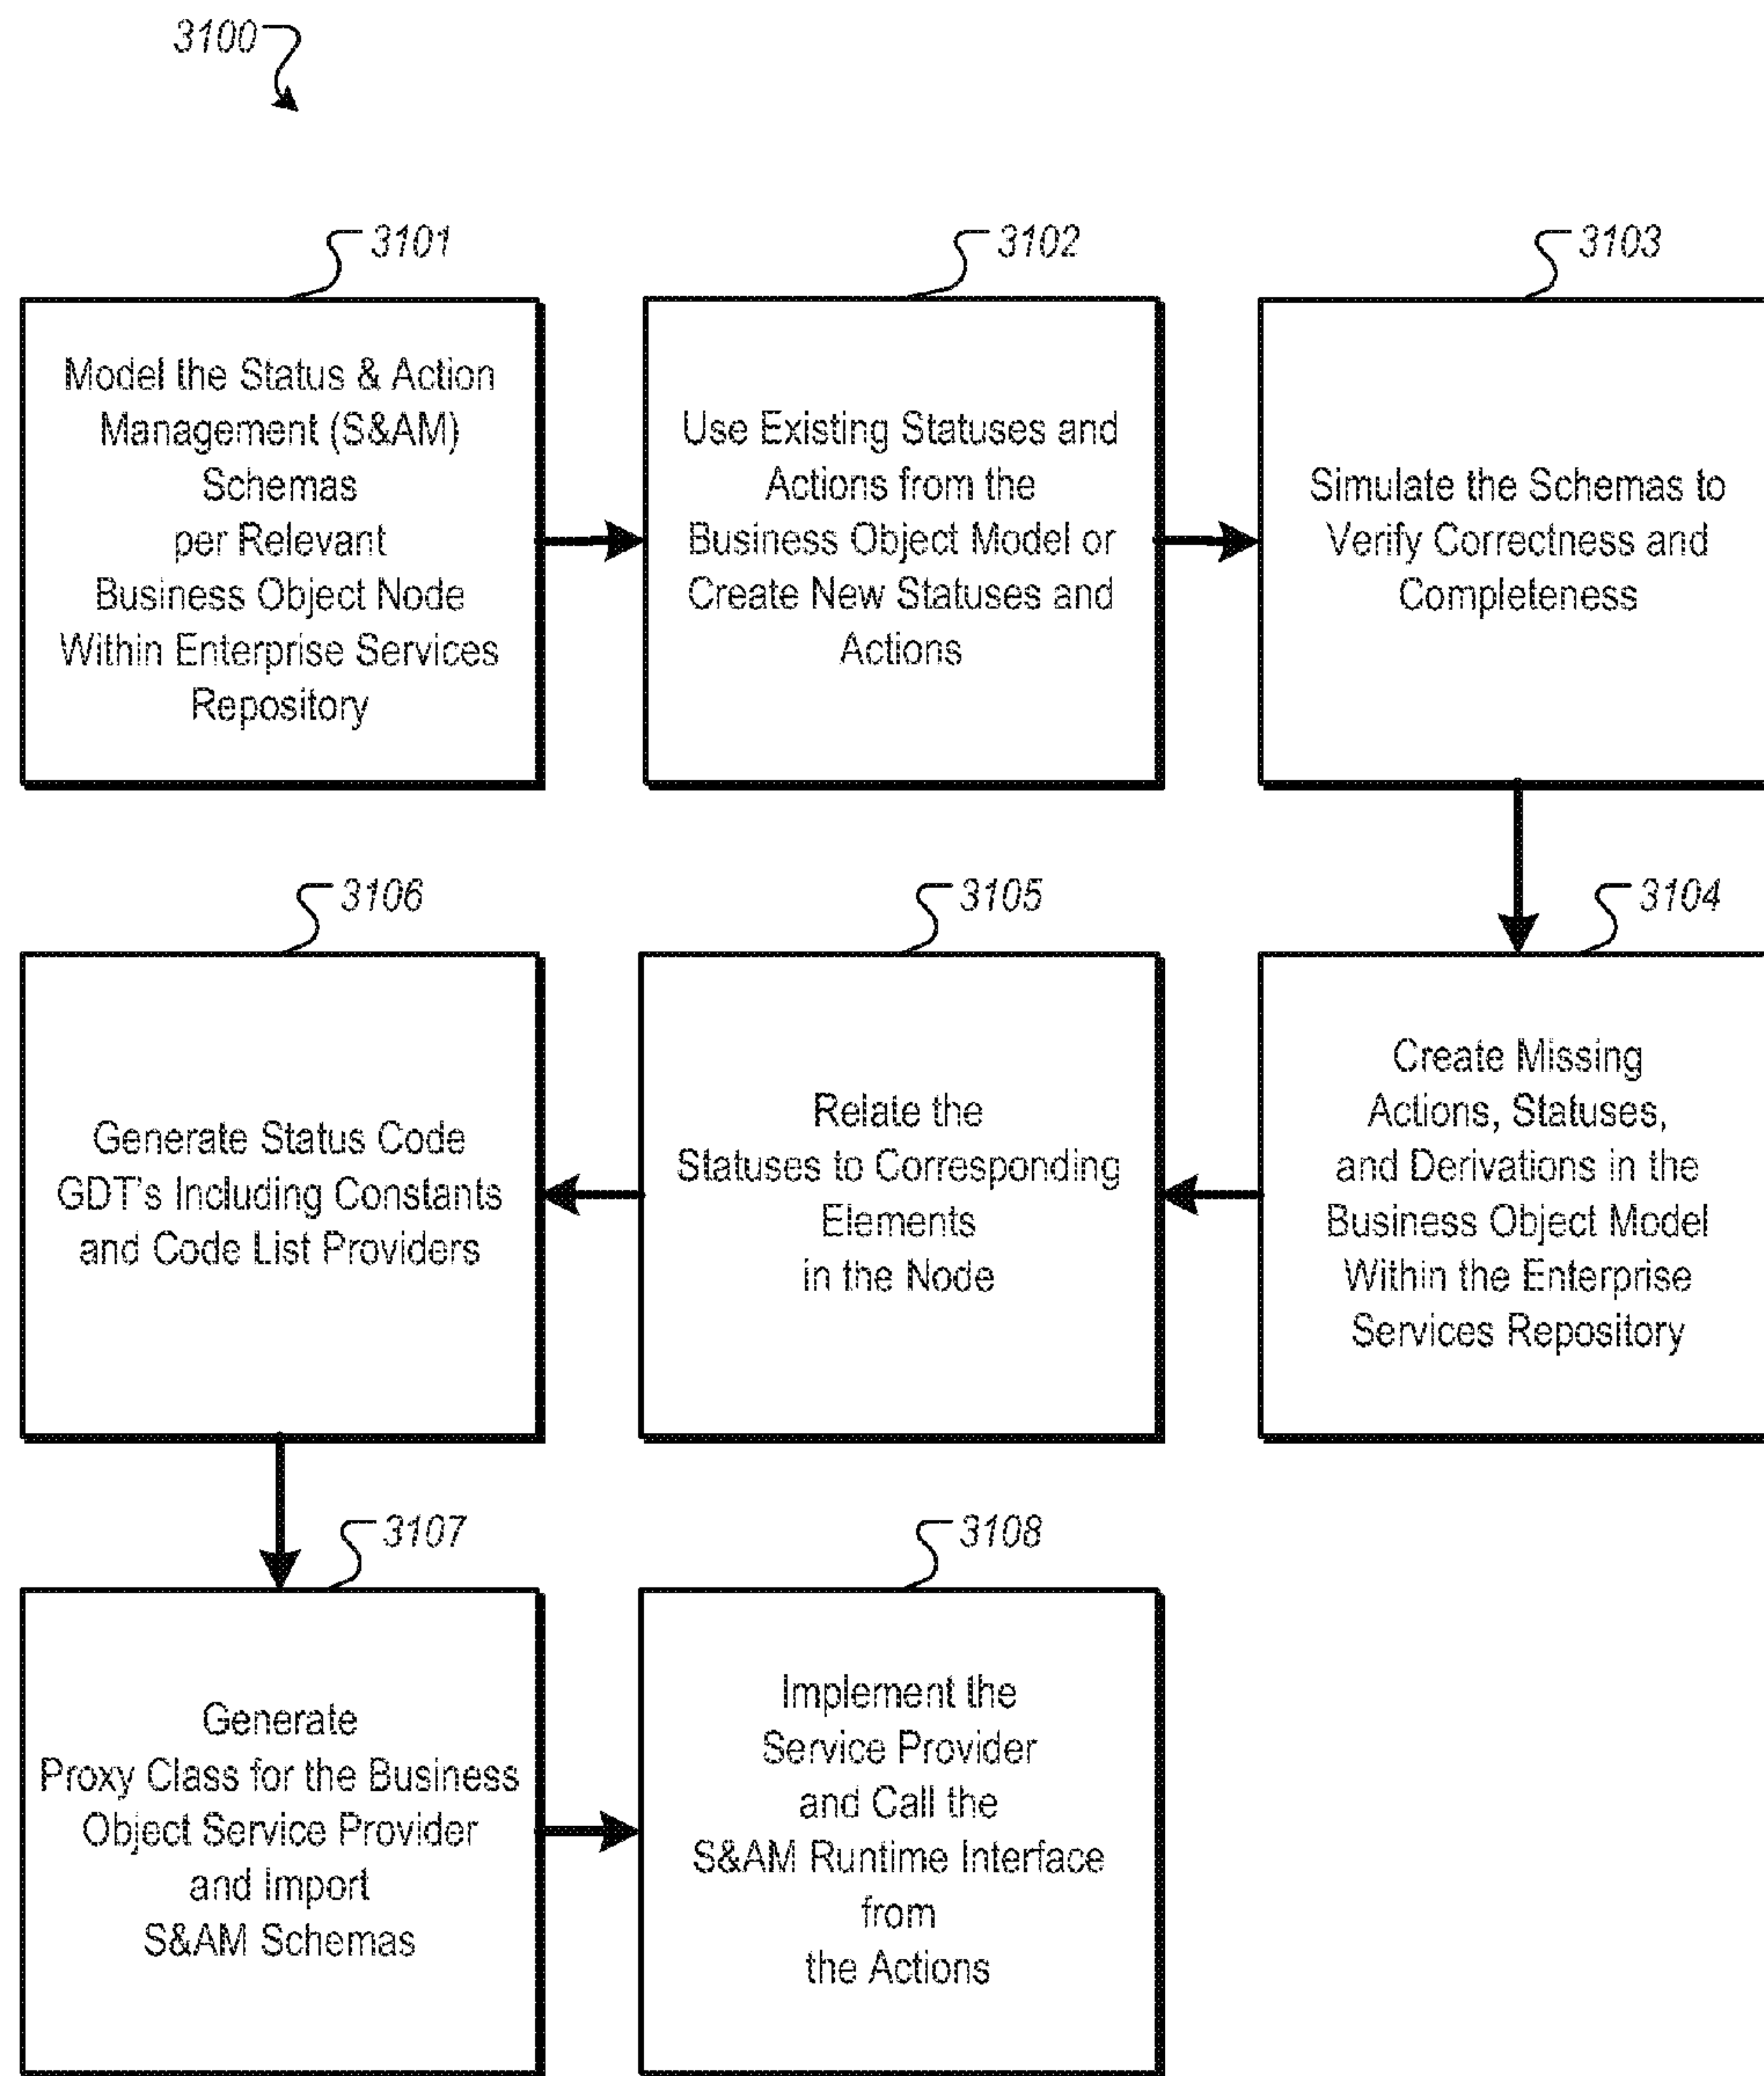 3100
3101
Model the Status & Action
Management (S&AM)
Schemas
per Relevant
Business Object Node
Within Enterprise Services
Repository
3102
Use Existing Statuses and
Actions from the
Business Object Model or
Create New Statuses and
Actions
3103
Simulate the Schemas to
Verify Correctness and
Completeness
3104
Create Missing
Actions, Statuses,
and Derivations in the
Business Object Model
Within the Enterprise
Services Repository
3105
Relate the
Statuses to Corresponding
Elements
in the Node
3106
Generate Status Code
GDT's Including Constants
and Code List Providers
3107
Generate
Proxy Class for the Business
Object Service Provider
and Import
S&AM Schemas
3108
Implement the
Service Provider
and Call the
S&AM Runtime Interface
from
the Actions